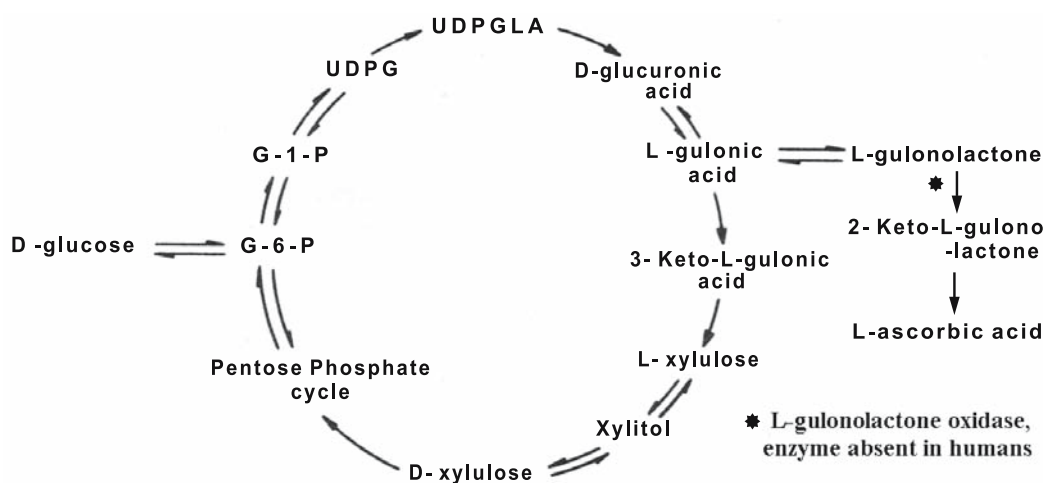 UDPGLA
UDPG
D-glucuronic
acid
G-1-P
L-gulonic
acid
L-gulonolactone
✸
D-glucose
G-6-P
3- Keto-L-gulonic
acid
2- Keto-L-gulono
-lactone
L-ascorbic acid
Pentose Phosphate
cycle
L- xylulose
Xylitol
D-xylulose
✸ L-gulonolactone oxidase,
enzyme absent in humans